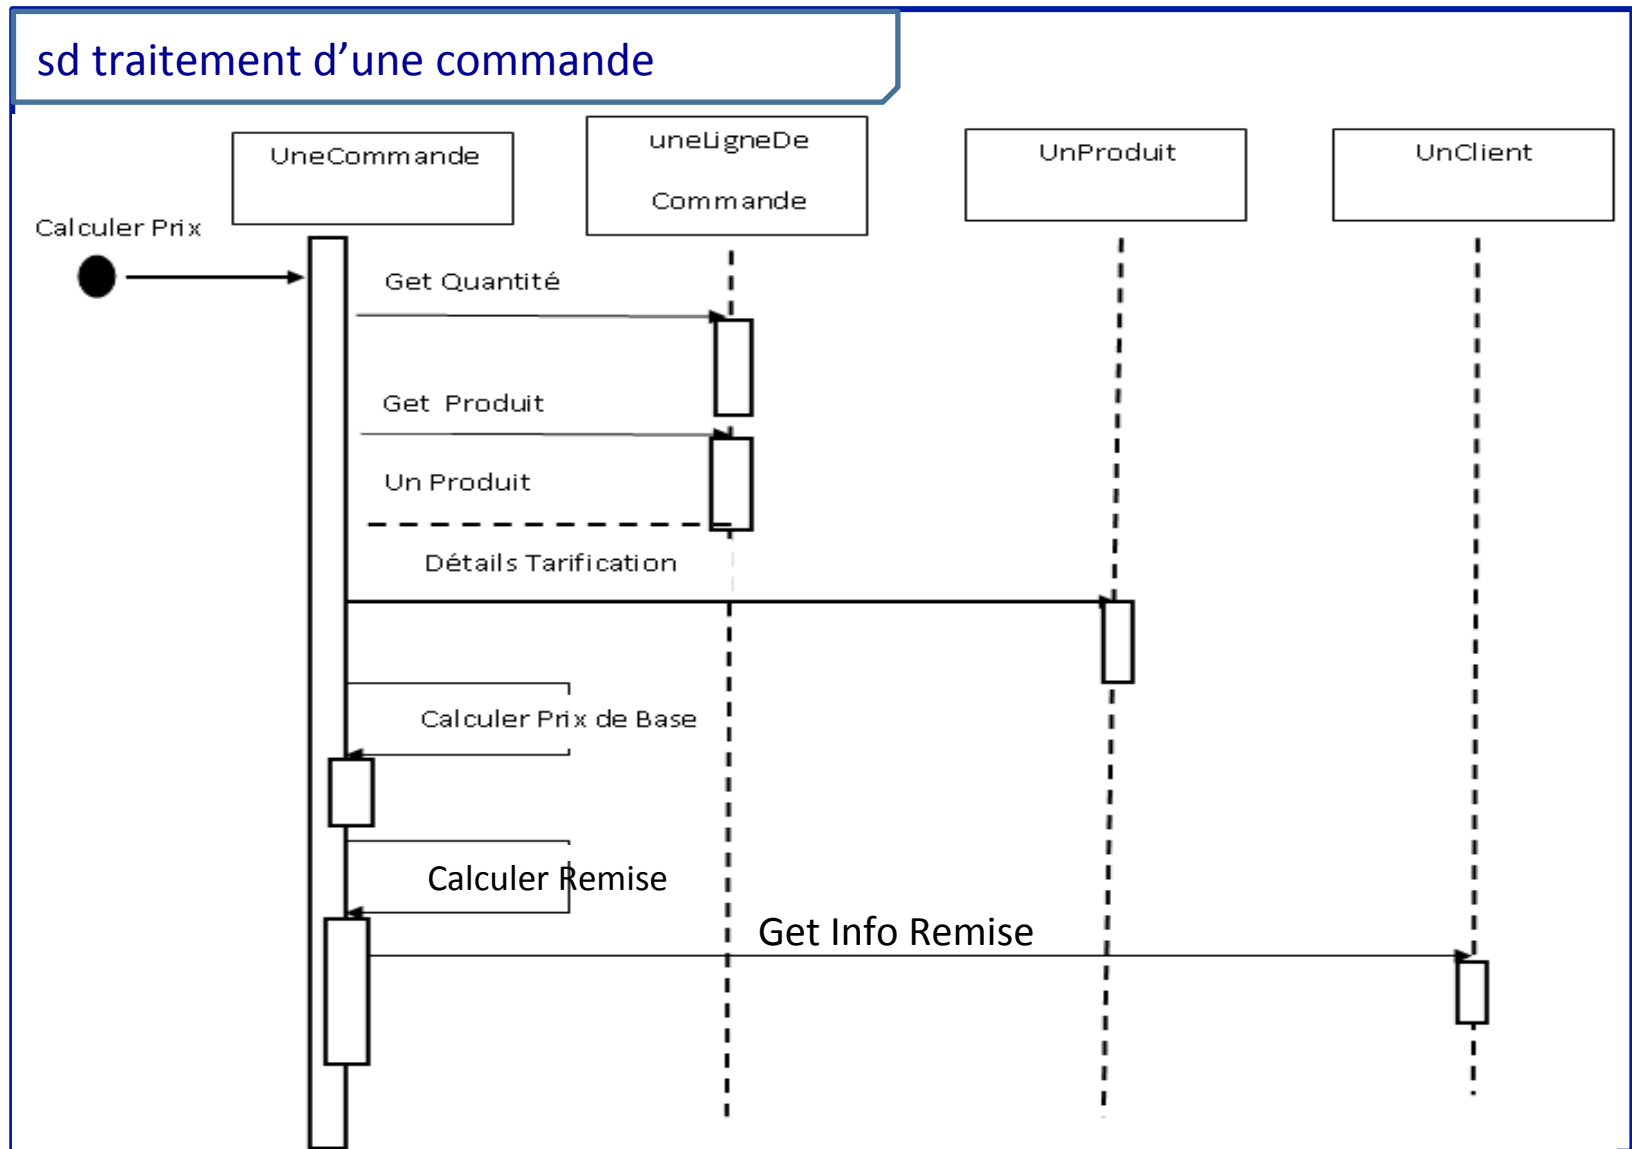 sd traitement d’une commande
UneCommande
uneLigneDe
Commande
UnProduit
UnClient
Calculer Prix
Get Quantité
Get Produit
Un Produit
Détails Tarification
Calculer Prix de Base
Calculer Remise
Get Info Remise